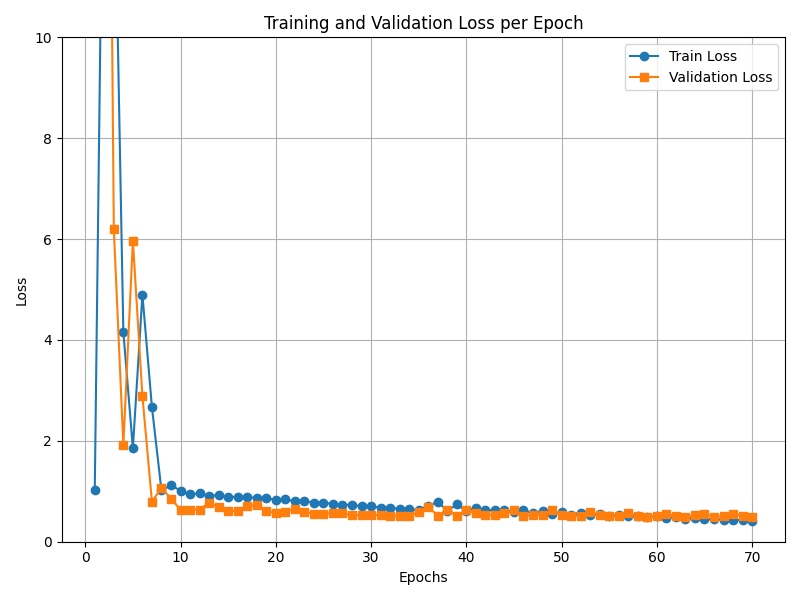 Training and Validation Loss per Epoch
Train Loss
Validation Loss
10
8
6
4
2
0
Loss
0 10 20 30 40 50 60 70
Epochs